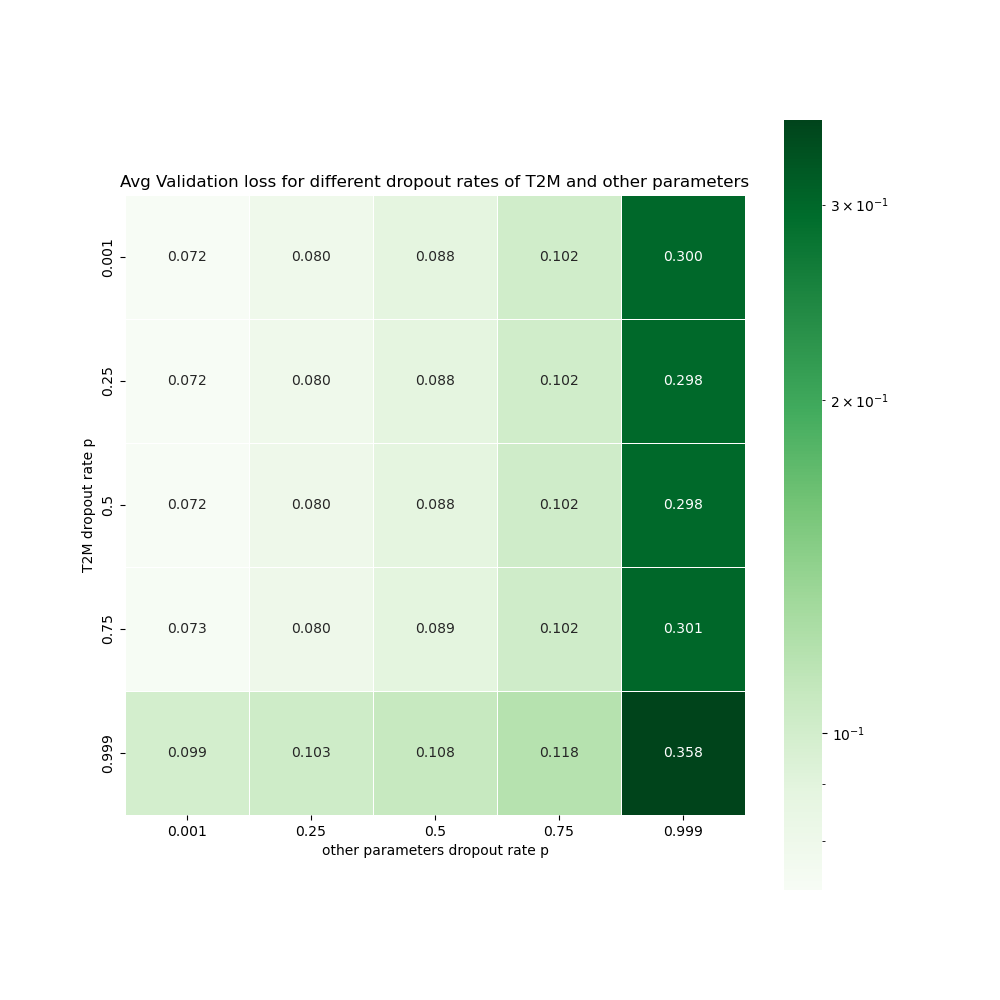 Avg Validation loss for different dropout rates of T2M and other parameters
T2M dropout rate p
0.001 0.072 0.080 0.088 0.102 0.300
0.25 0.072 0.080 0.088 0.102 0.298
0.5 0.072 0.080 0.088 0.102 0.298
0.75 0.073 0.080 0.089 0.102 0.301
0.999 0.099 0.103 0.108 0.118 0.358
0.001 0.25 0.5 0.75 0.999
other parameters dropout rate p
3 × 10⁻¹
2 × 10⁻¹
10⁻¹